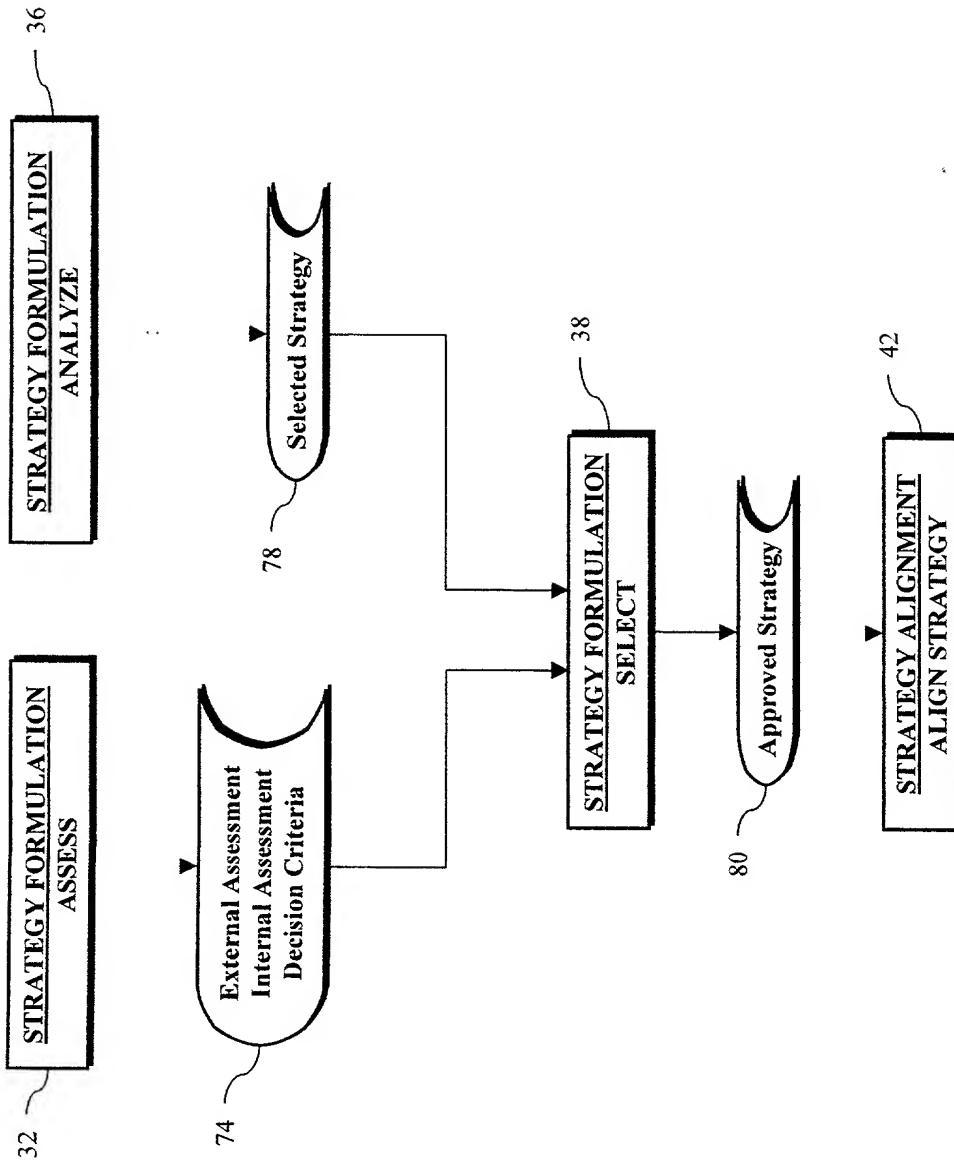 32
STRATEGY FORMULATION
ASSESS
STRATEGY FORMULATION
ANALYZE
36
74
External Assessment
Internal Assessment
Decision Criteria
78
Selected Strategy
STRATEGY FORMULATION
SELECT
38
80
Approved Strategy
STRATEGY ALIGNMENT
ALIGN STRATEGY
42